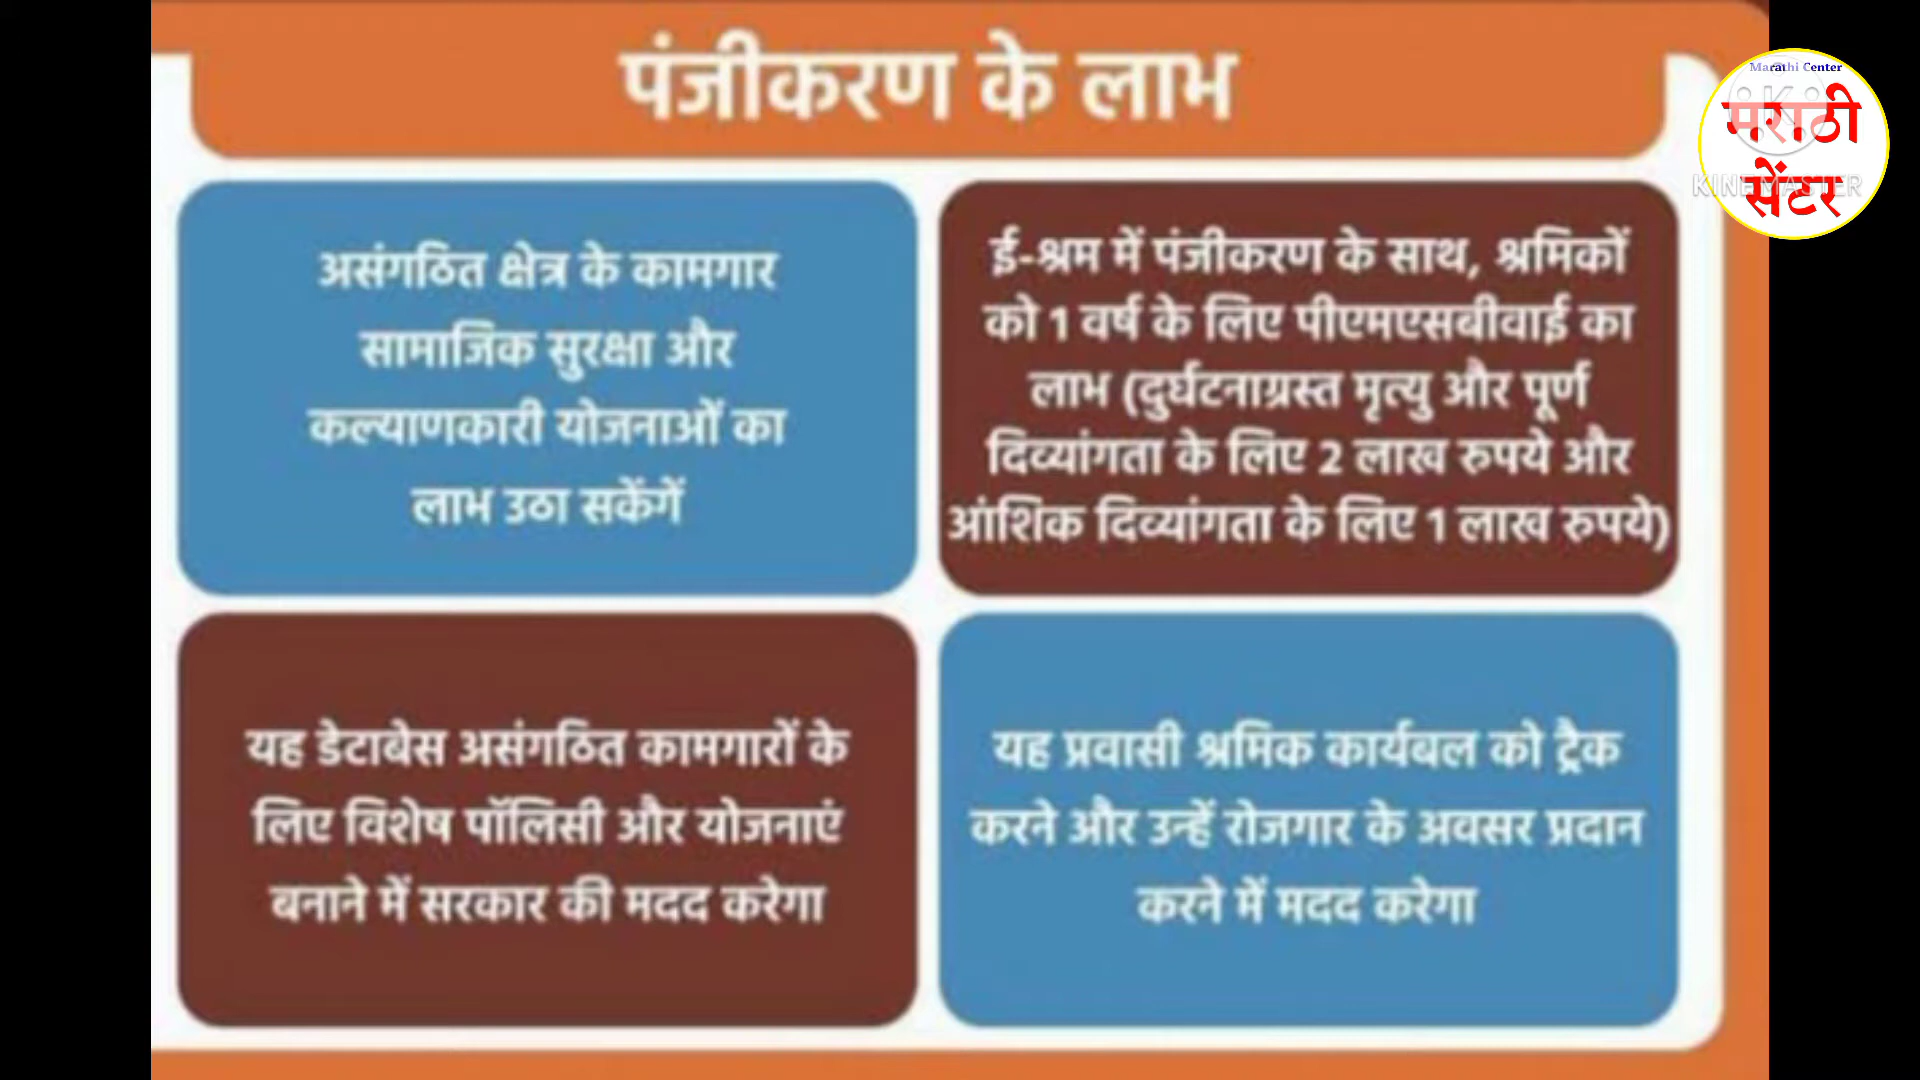 पंजीकरण के लाभ
Marathi Center
मराठी
सेंटर
KINEMASTER
असंगठित क्षेत्र के कामगार
सामाजिक सुरक्षा और
कल्याणकारी योजनाओं का
लाभ उठा सकेंगें
ई-श्रम में पंजीकरण के साथ, श्रमिकों
को 1 वर्ष के लिए पीएमएसबीवाई का
लाभ (दुर्घटनाग्रस्त मृत्यु और पूर्ण
दिव्यांगता के लिए 2 लाख रुपये और
आंशिक दिव्यांगता के लिए 1 लाख रुपये)
यह डेटाबेस असंगठित कामगारों के
लिए विशेष पॉलिसी और योजनाएं
बनाने में सरकार की मदद करेगा
यह प्रवासी श्रमिक कार्यबल को ट्रैक
करने और उन्हें रोजगार के अवसर प्रदान
करने में मदद करेगा